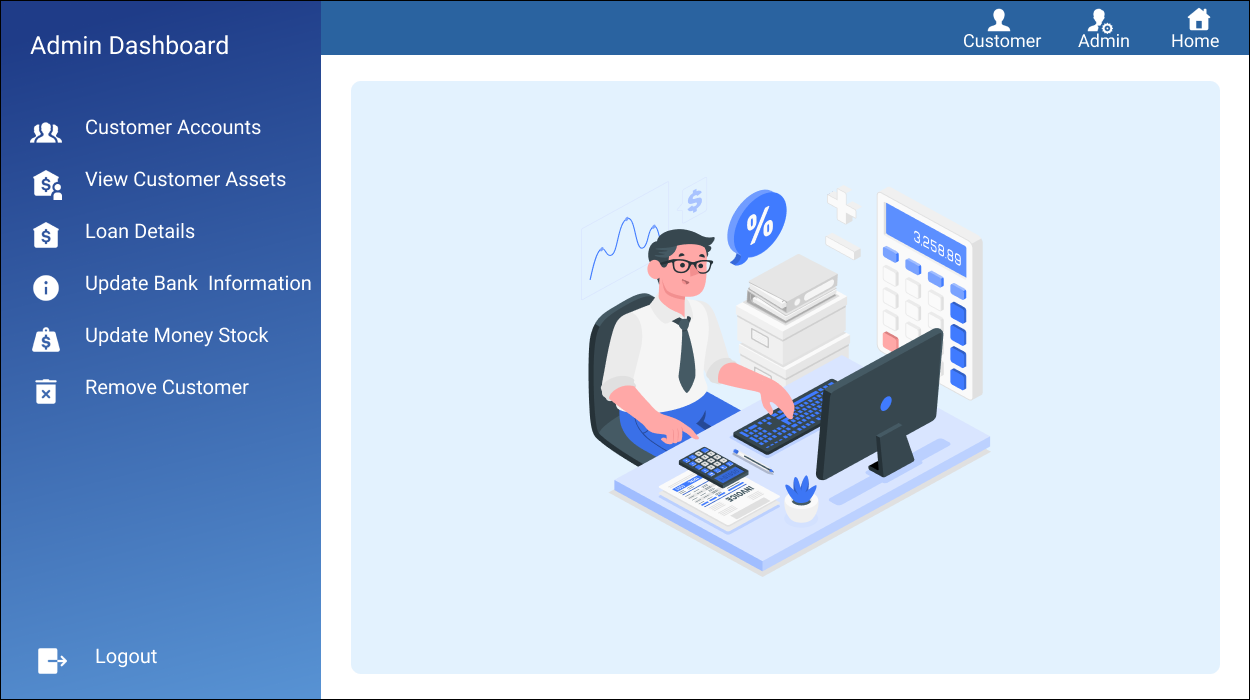 Admin Dashboard
Customer
Admin
Home
Customer Accounts
View Customer Assets
Loan Details
Update Bank  Information
Update Money Stock
Remove Customer
Logout
$
%
3,258.89
INVOICE